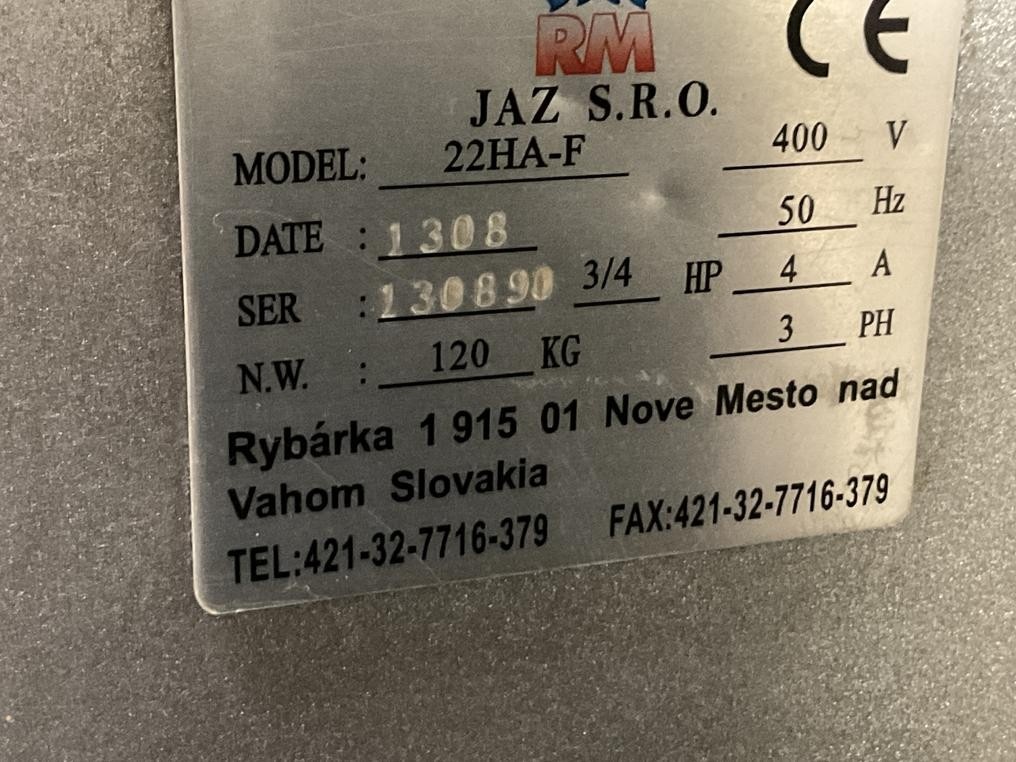 RM
CE
JAZ S.R.O.
MODEL: 22HA-F 400 V
DATE : 1308 50 Hz
SER : 130890 3/4 HP 4 A
N.W. : 120 KG 3 PH
Rybárka 1 915 01 Nove Mesto nad
Vahom Slovakia
TEL:421-32-7716-379 FAX:421-32-7716-379